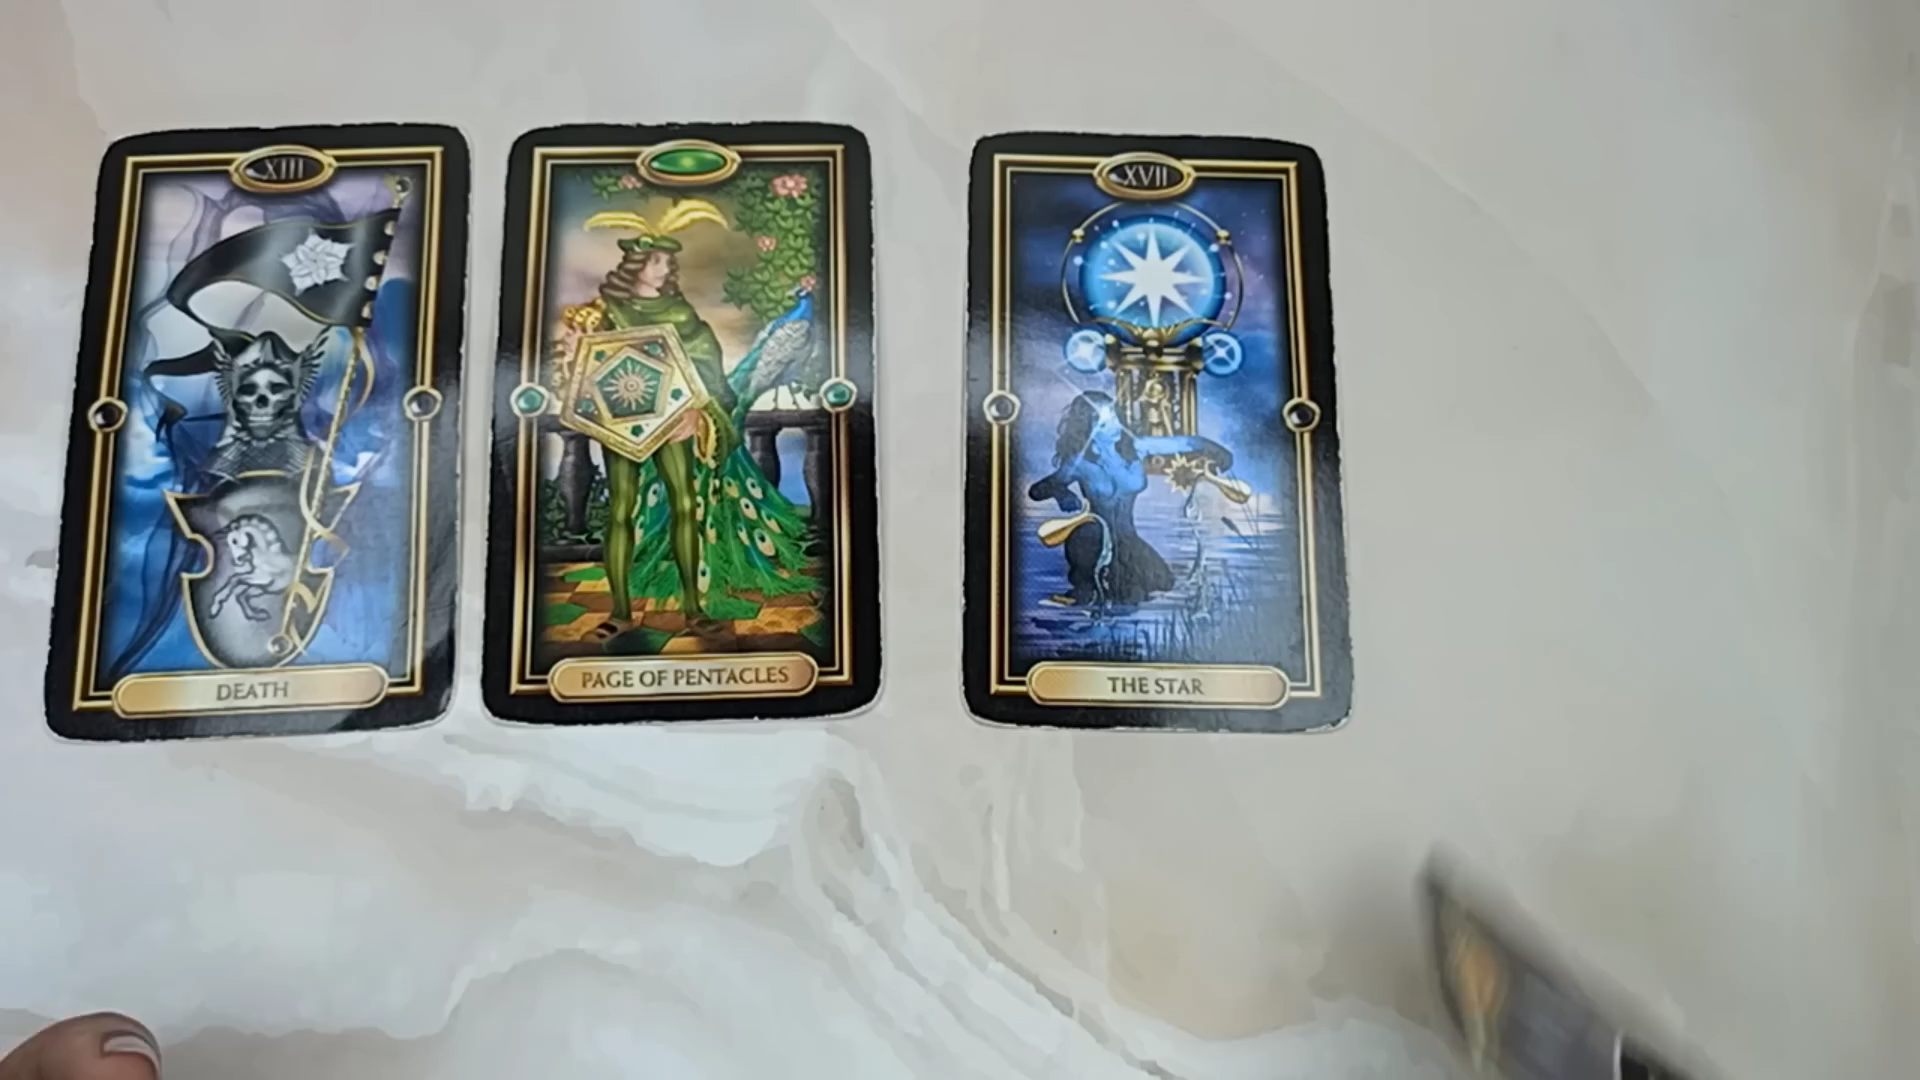 XIII
DEATH
PAGE OF PENTACLES
XVII
THE STAR